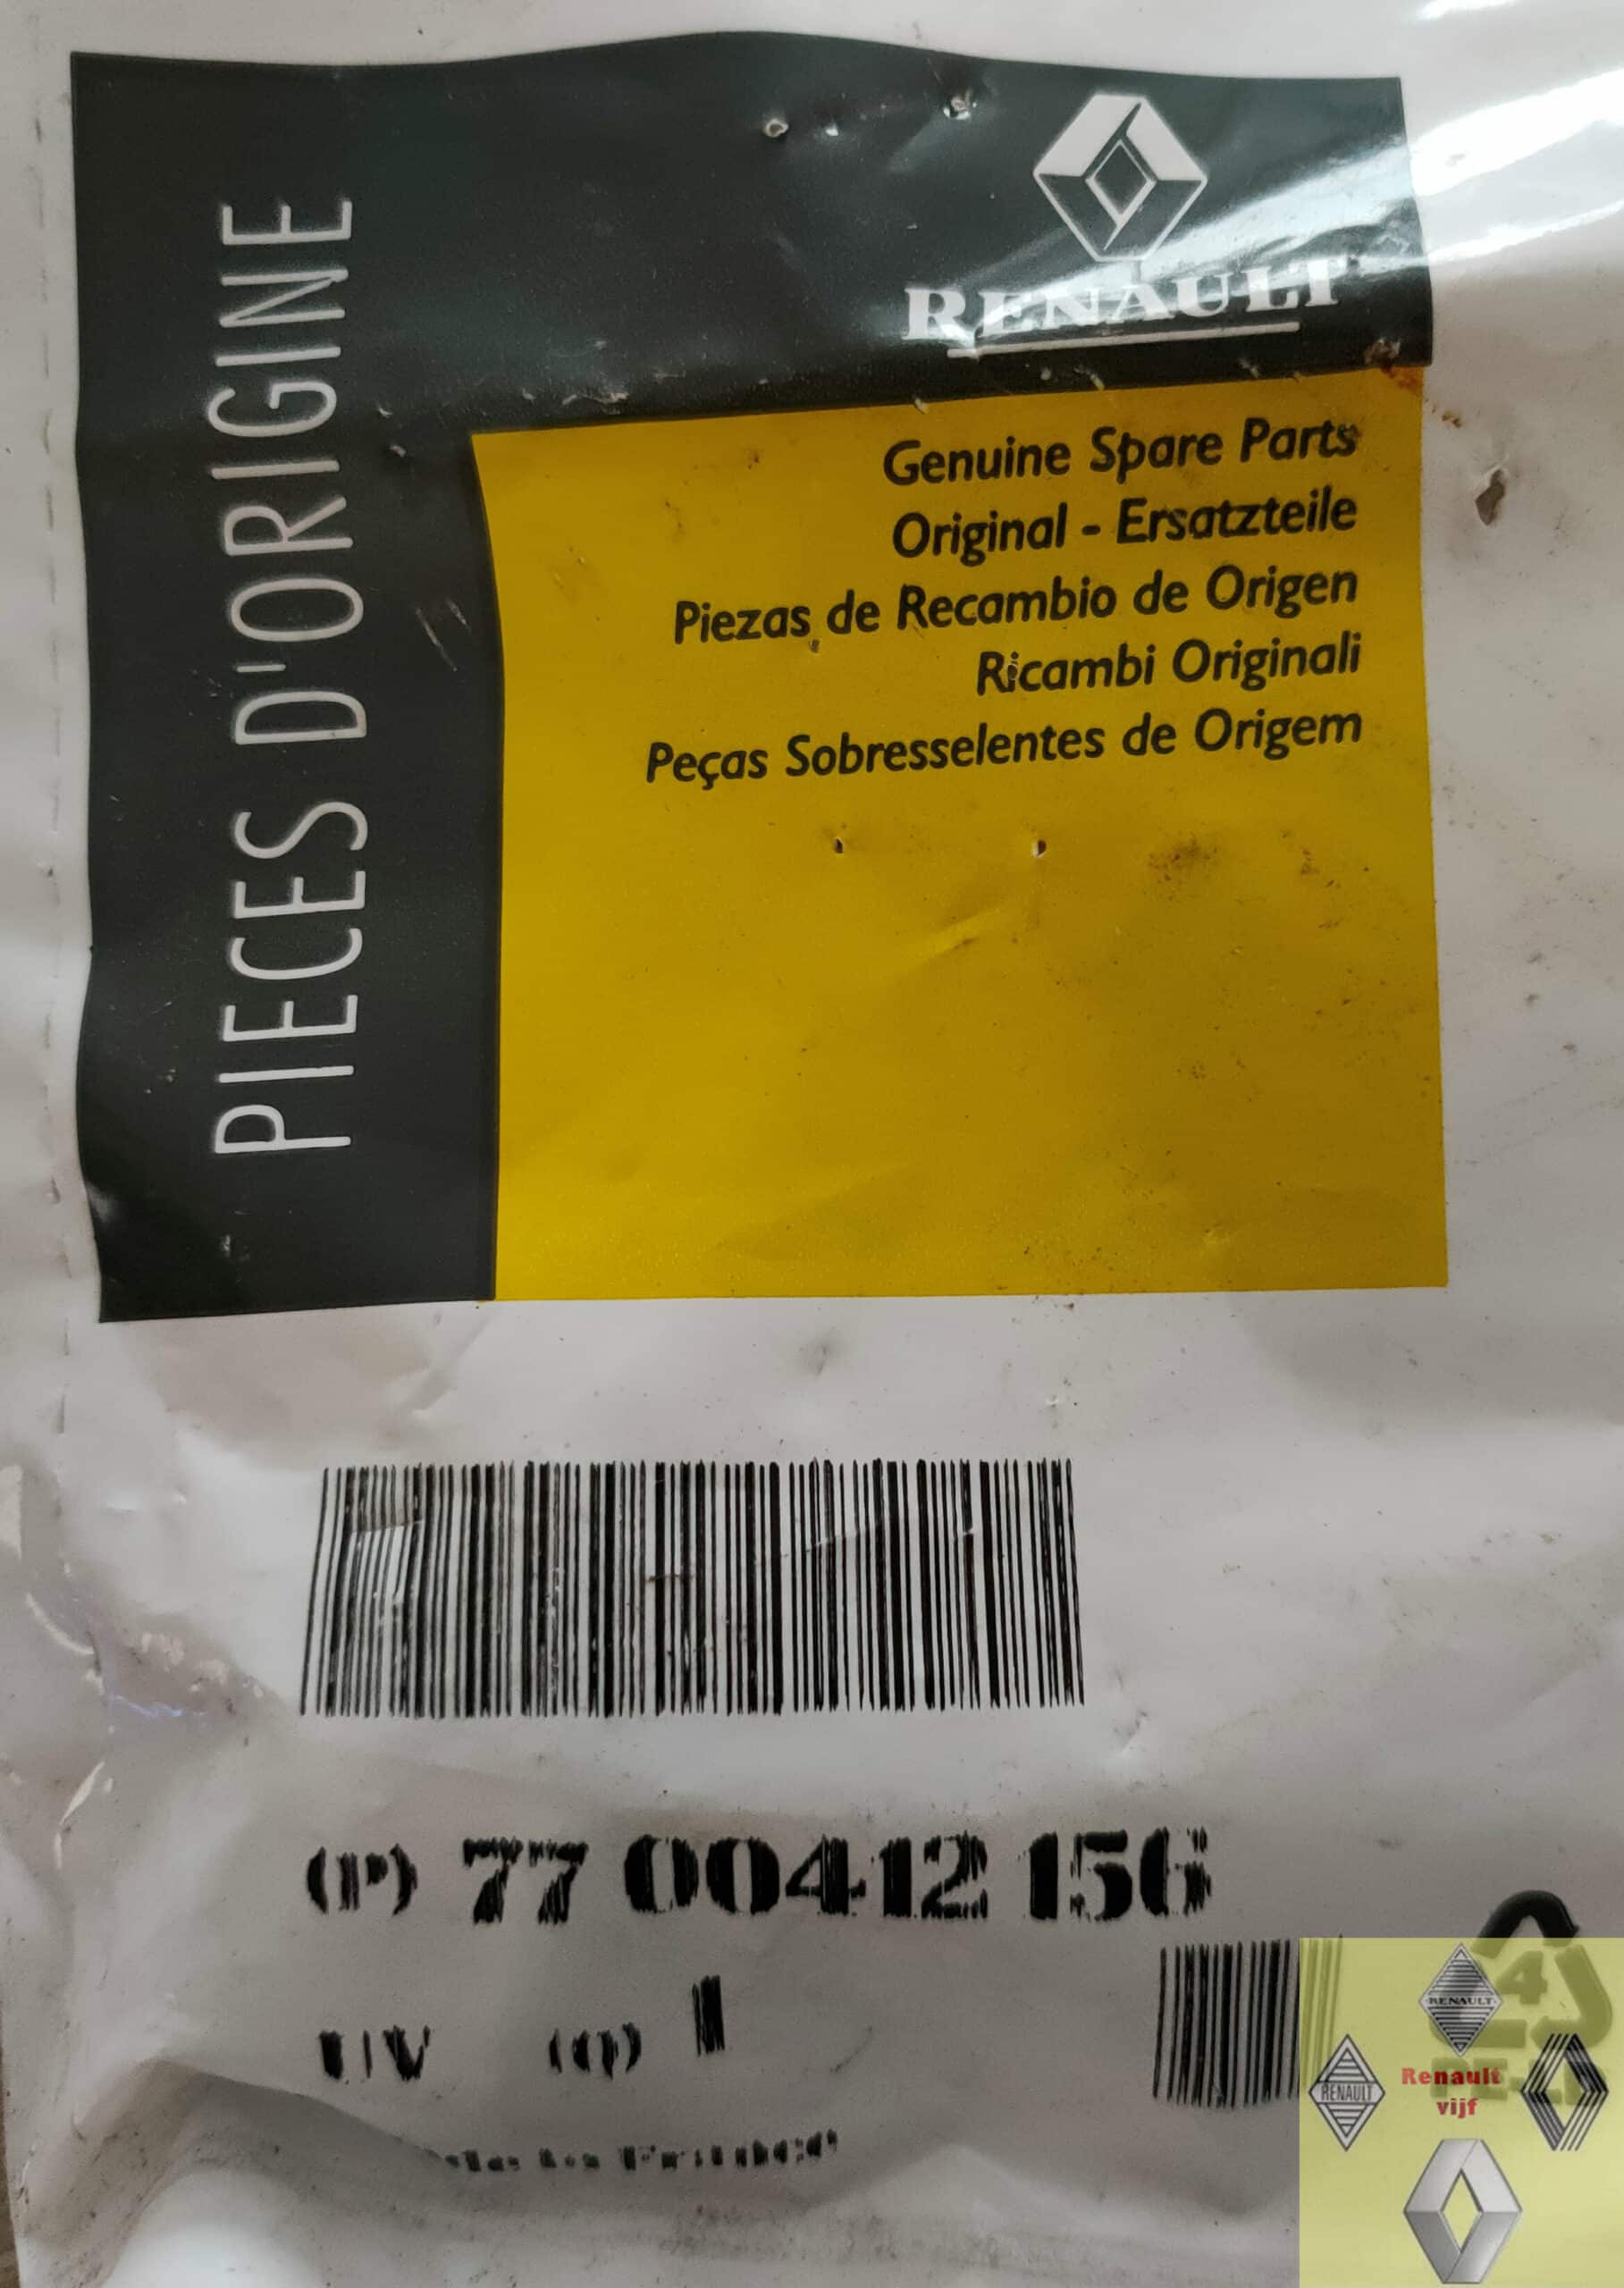 RENAULT
PIECES D'ORIGINE
Genuine Spare Parts
Original - Ersatzteile
Piezas de Recambio de Origen
Ricambi Originali
Peças Sobresselentes de Origem
(P) 77 00412 156
UV (Q) 1
4
RENAULT
RENAULT
Renault
vijf